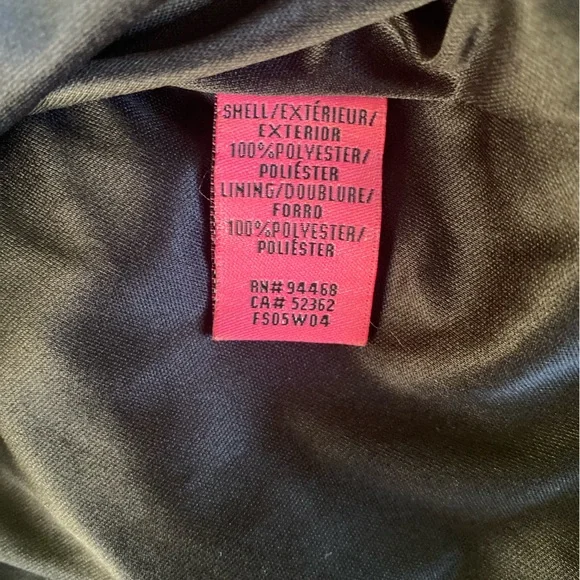 SHELL/EXTÉRIEUR/
EXTERIOR
100%POLYESTER/
POLIÉSTER
LINING/DOUBLURE/
FORRO
100%POLYESTER/
POLIÉSTER
RN# 94468
CA# 52362
FS05W04